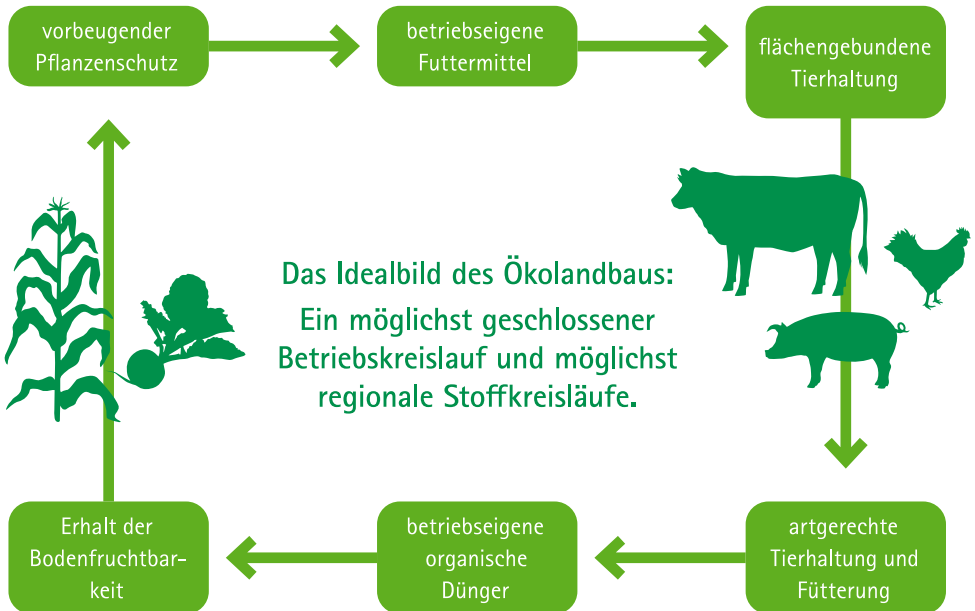 vorbeugender
Pflanzenschutz
betriebseigene
Futtermittel
flächengebundene
Tierhaltung
Das Idealbild des Ökolandbaus:
Ein möglichst geschlossener
Betriebskreislauf und möglichst
regionale Stoffkreisläufe.
Erhalt der
Bodenfruchtbar-
keit
betriebseigene
organische
Dünger
artgerechte
Tierhaltung und
Fütterung